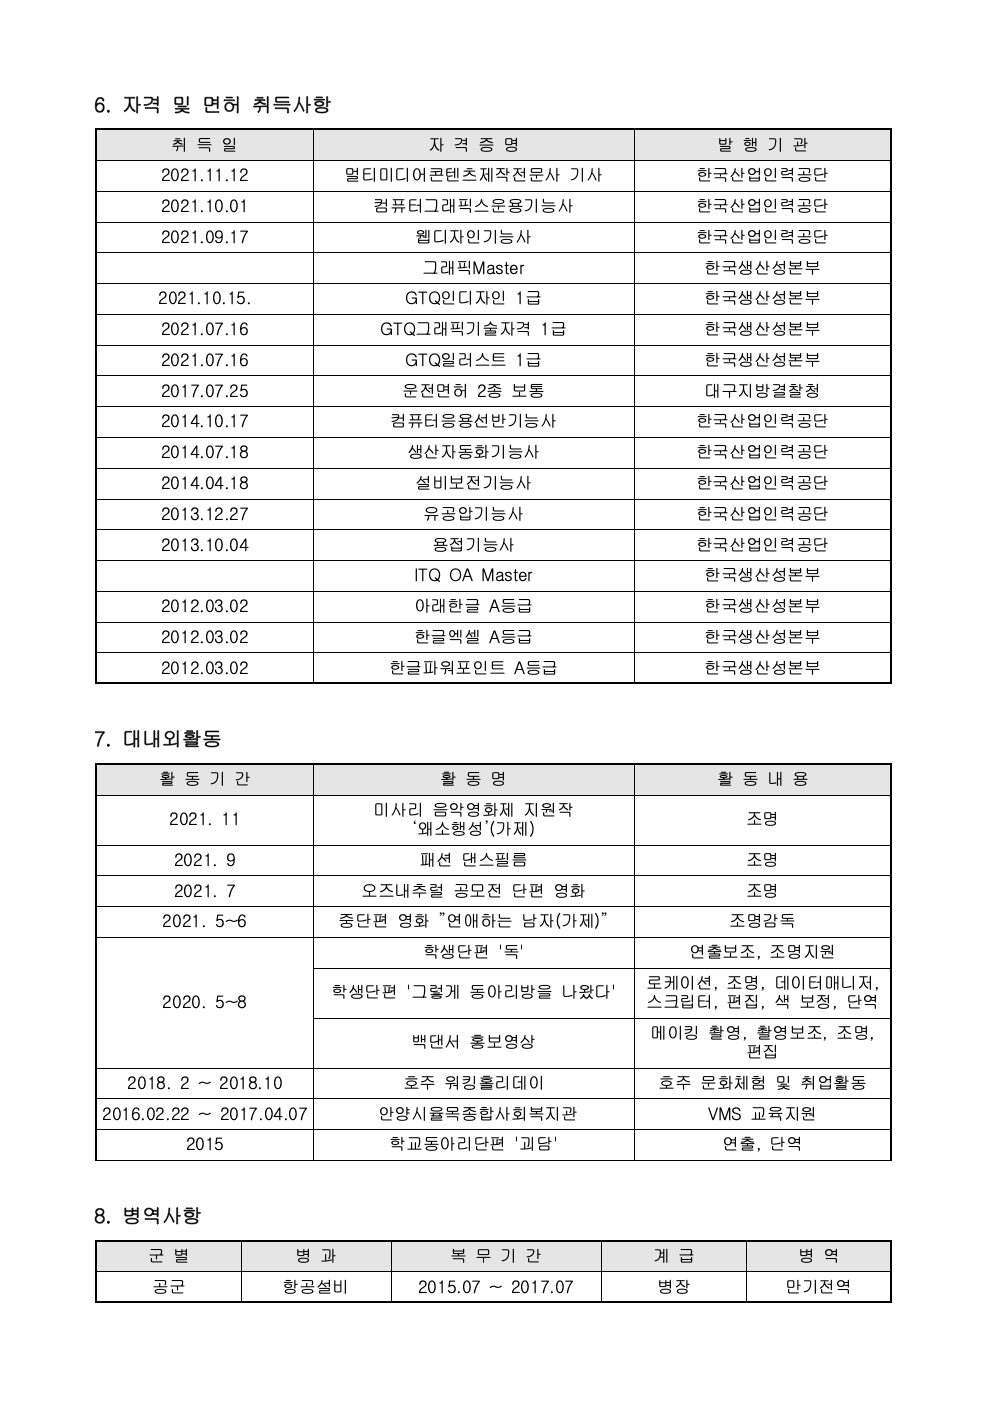 6. 자격 및 면허 취득사항
취 득 일 자 격 증 명 발 행 기 관
2021.11.12 멀티미디어콘텐츠제작전문사 기사 한국산업인력공단
2021.10.01 컴퓨터그래픽스운용기능사 한국산업인력공단
2021.09.17 웹디자인기능사 한국산업인력공단
그래픽Master 한국생산성본부
2021.10.15. GTQ인디자인 1급 한국생산성본부
2021.07.16 GTQ그래픽기술자격 1급 한국생산성본부
2021.07.16 GTQ일러스트 1급 한국생산성본부
2017.07.25 운전면허 2종 보통 대구지방결찰청
2014.10.17 컴퓨터응용선반기능사 한국산업인력공단
2014.07.18 생산자동화기능사 한국산업인력공단
2014.04.18 설비보전기능사 한국산업인력공단
2013.12.27 유공압기능사 한국산업인력공단
2013.10.04 용접기능사 한국산업인력공단
ITQ OA Master 한국생산성본부
2012.03.02 아래한글 A등급 한국생산성본부
2012.03.02 한글엑셀 A등급 한국생산성본부
2012.03.02 한글파워포인트 A등급 한국생산성본부
7. 대내외활동
활 동 기 간 활 동 명 활 동 내 용
2021. 11 미사리 음악영화제 지원작
‘왜소행성’(가제) 조명
2021. 9 패션 댄스필름 조명
2021. 7 오즈내추럴 공모전 단편 영화 조명
2021. 5~6 중단편 영화 ”연애하는 남자(가제)” 조명감독
2020. 5~8 학생단편 '독' 연출보조, 조명지원
학생단편 '그렇게 동아리방을 나왔다' 로케이션, 조명, 데이터매니저,
스크립터, 편집, 색 보정, 단역
백댄서 홍보영상 메이킹 촬영, 촬영보조, 조명,
편집
2018. 2 ~ 2018.10 호주 워킹홀리데이 호주 문화체험 및 취업활동
2016.02.22 ~ 2017.04.07 안양시율목종합사회복지관 VMS 교육지원
2015 학교동아리단편 '괴담' 연출, 단역
8. 병역사항
군 별 병 과 복 무 기 간 계 급 병 역
공군 항공설비 2015.07 ~ 2017.07 병장 만기전역